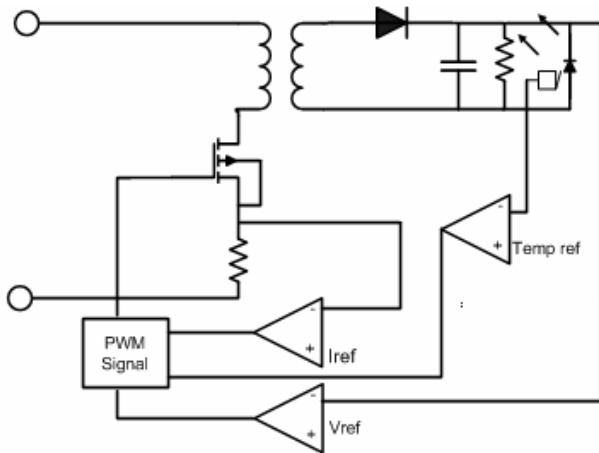 -
+
Temp ref
:
-
+
Iref
PWM
Signal
-
+
Vref